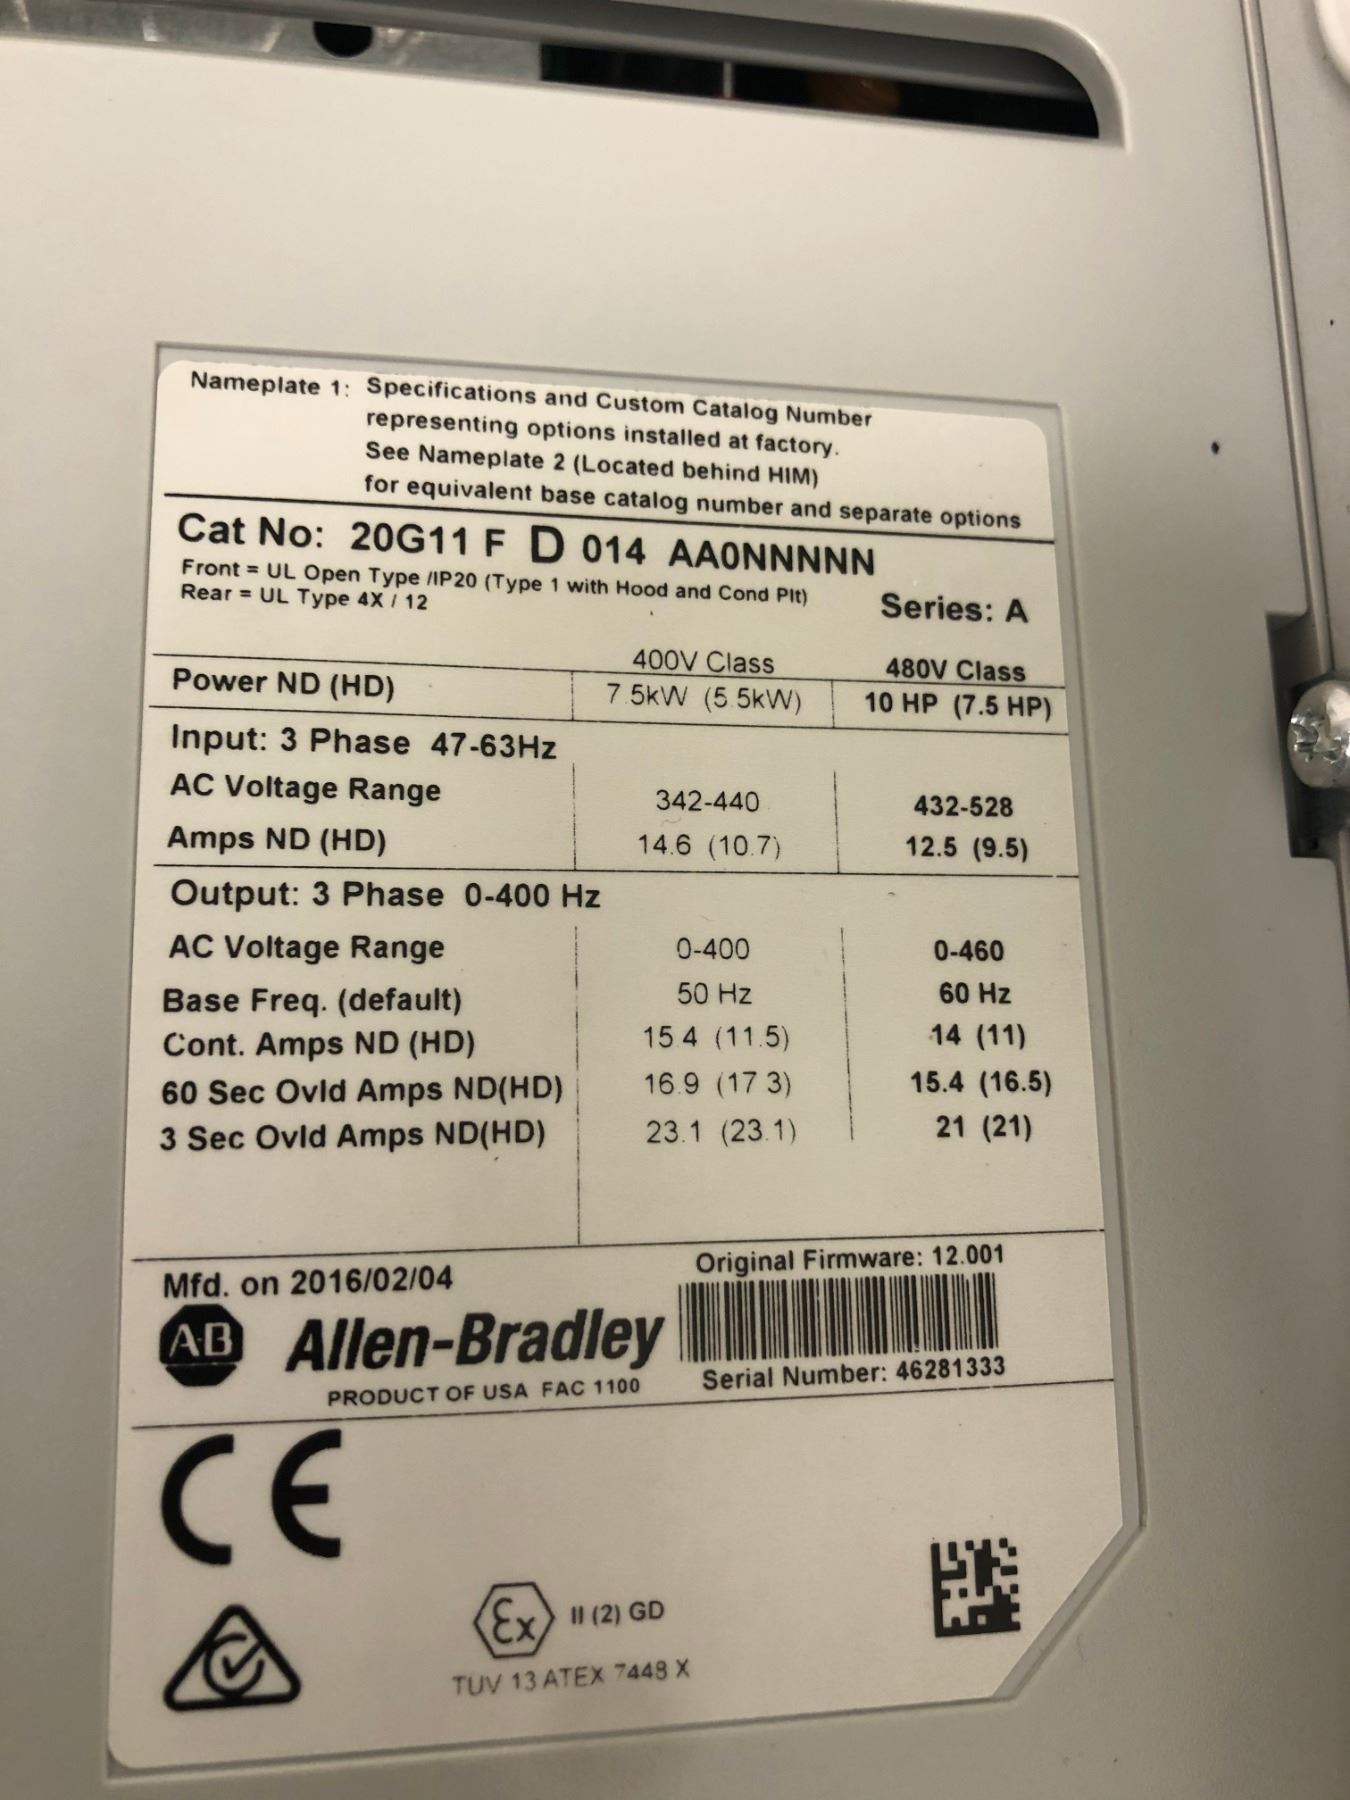 Nameplate 1: Specifications and Custom Catalog Number
representing options installed at factory.
See Nameplate 2 (Located behind HIM)
for equivalent base catalog number and separate options
Cat No: 20G11 F D 014 AA0NNNNN
Front = UL Open Type /IP20 (Type 1 with Hood and Cond Plt)
Rear = UL Type 4X / 12
Series: A
400V Class 480V Class
Power ND (HD) 7.5kW (5.5kW) 10 HP (7.5 HP)
Input: 3 Phase 47-63Hz
AC Voltage Range 342-440 432-528
Amps ND (HD) 14.6 (10.7) 12.5 (9.5)
Output: 3 Phase 0-400 Hz
AC Voltage Range 0-400 0-460
Base Freq. (default) 50 Hz 60 Hz
Cont. Amps ND (HD) 15.4 (11.5) 14 (11)
60 Sec Ovld Amps ND(HD) 16.9 (17.3) 15.4 (16.5)
3 Sec Ovld Amps ND(HD) 23.1 (23.1) 21 (21)
Mfd. on 2016/02/04
Original Firmware: 12.001
A-B Allen-Bradley
PRODUCT OF USA FAC 1100
Serial Number: 46281333
CE
Ex II (2) GD
TUV 13 ATEX 7448 X